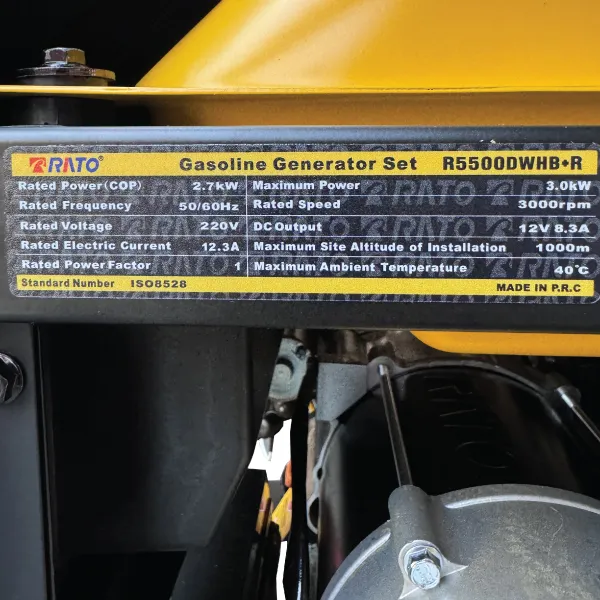 RATO® Gasoline Generator Set R5500DWHB+R
Rated Power(COP) 2.7kW Maximum Power 3.0kW
Rated Frequency 50/60Hz Rated Speed 3000rpm
Rated Voltage 220V DC Output 12V 8.3A
Rated Electric Current 12.3A Maximum Site Altitude of Installation 1000m
Rated Power Factor 1 Maximum Ambient Temperature 40°C
Standard Number ISO8528 MADE IN P.R.C
RATO